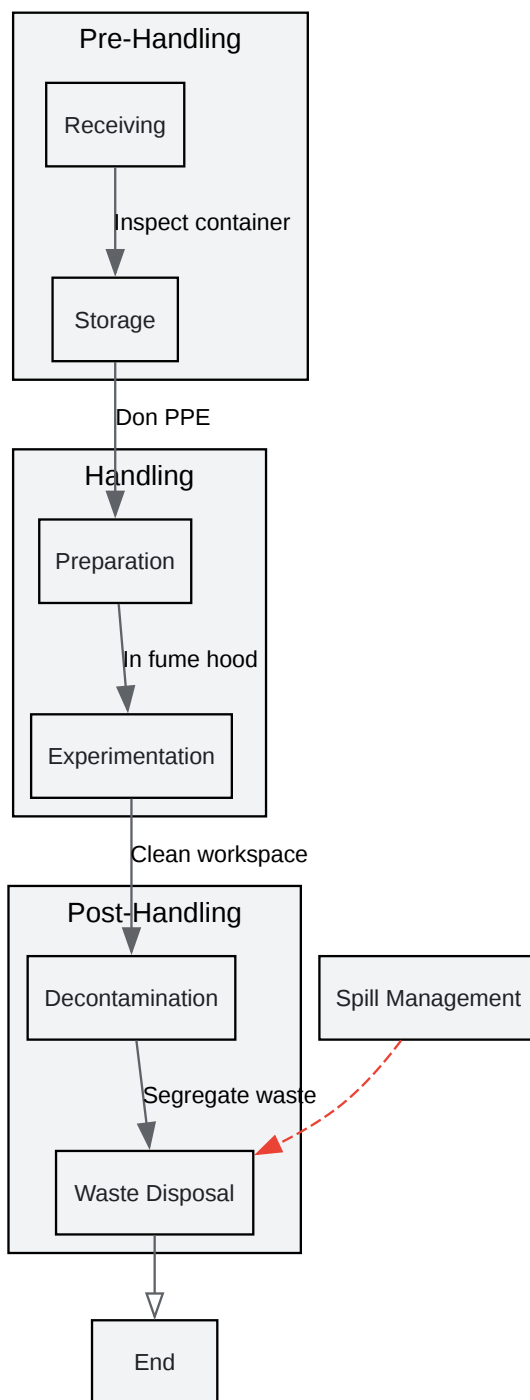 Pre-Handling
Receiving
Inspect container
Storage
Don PPE
Handling
Preparation
In fume hood
Experimentation
Clean workspace
Post-Handling
Decontamination
Spill Management
Segregate waste
Waste Disposal
End